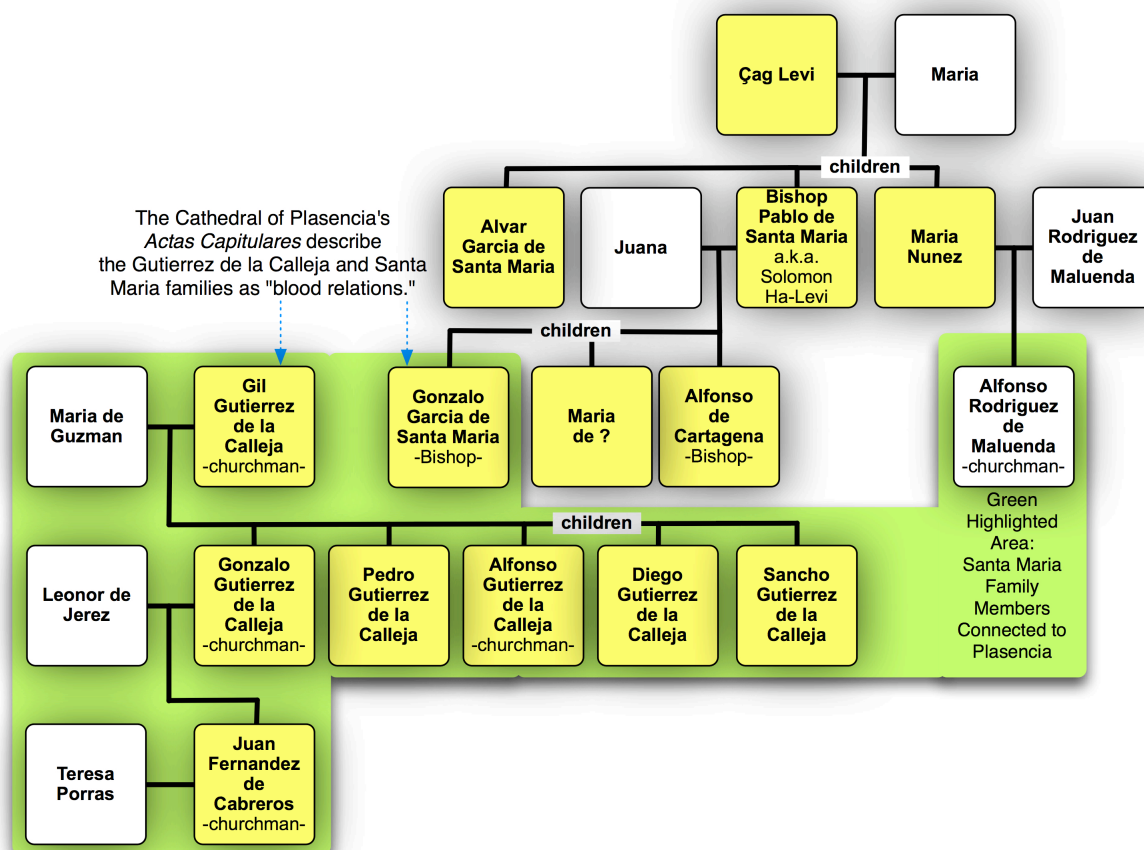 Çag Levi
Maria
children
Alvar
Garcia de
Santa Maria
Juana
Bishop
Pablo de
Santa Maria
a.k.a.
Solomon
Ha-Levi
Maria
Nunez
Juan
Rodriguez
de
Maluenda
The Cathedral of Plasencia's
Actas Capitulares describe
the Gutierrez de la Calleja and Santa
Maria families as "blood relations."
children
Maria de
Guzman
Gil
Gutierrez
de la
Calleja
-churchman-
Gonzalo
Garcia de
Santa Maria
-Bishop-
Maria
de ?
Alfonso
de
Cartagena
-Bishop-
Alfonso
Rodriguez
de
Maluenda
-churchman-
Green
Highlighted
Area:
Santa Maria
Family
Members
Connected to
Plasencia
children
Leonor de
Jerez
Gonzalo
Gutierrez
de la
Calleja
-churchman-
Pedro
Gutierrez
de la
Calleja
Alfonso
Gutierrez
de la
Calleja
-churchman-
Diego
Gutierrez
de la
Calleja
Sancho
Gutierrez
de la
Calleja
Teresa
Porras
Juan
Fernandez
de
Cabreros
-churchman-